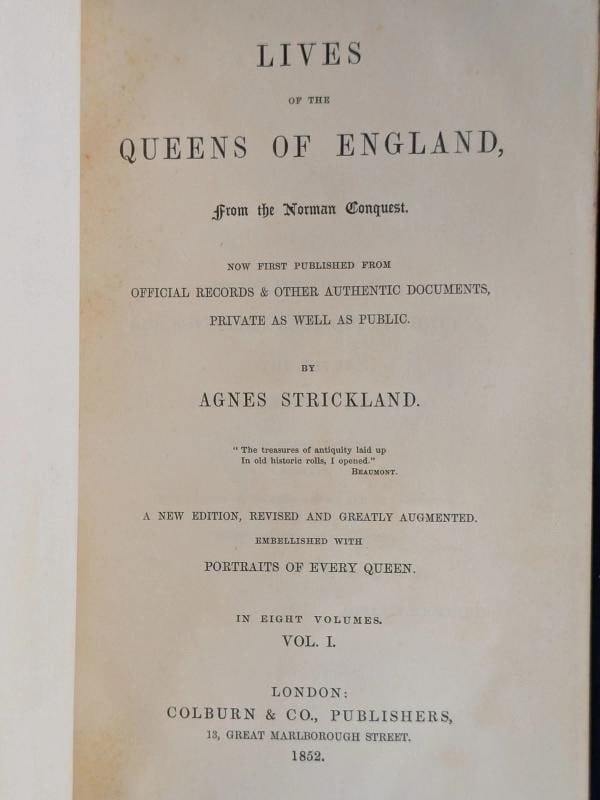 LIVES
OF THE
QUEENS OF ENGLAND,
From the Norman Conquest.
NOW FIRST PUBLISHED FROM
OFFICIAL RECORDS & OTHER AUTHENTIC DOCUMENTS,
PRIVATE AS WELL AS PUBLIC.
BY
AGNES STRICKLAND.
" The treasures of antiquity laid up
In old historic rolls, I opened."
BEAUMONT.
A NEW EDITION, REVISED AND GREATLY AUGMENTED.
EMBELLISHED WITH
PORTRAITS OF EVERY QUEEN.
IN EIGHT VOLUMES.
VOL. I.
LONDON:
COLBURN & CO., PUBLISHERS,
13, GREAT MARLBOROUGH STREET.
1852.